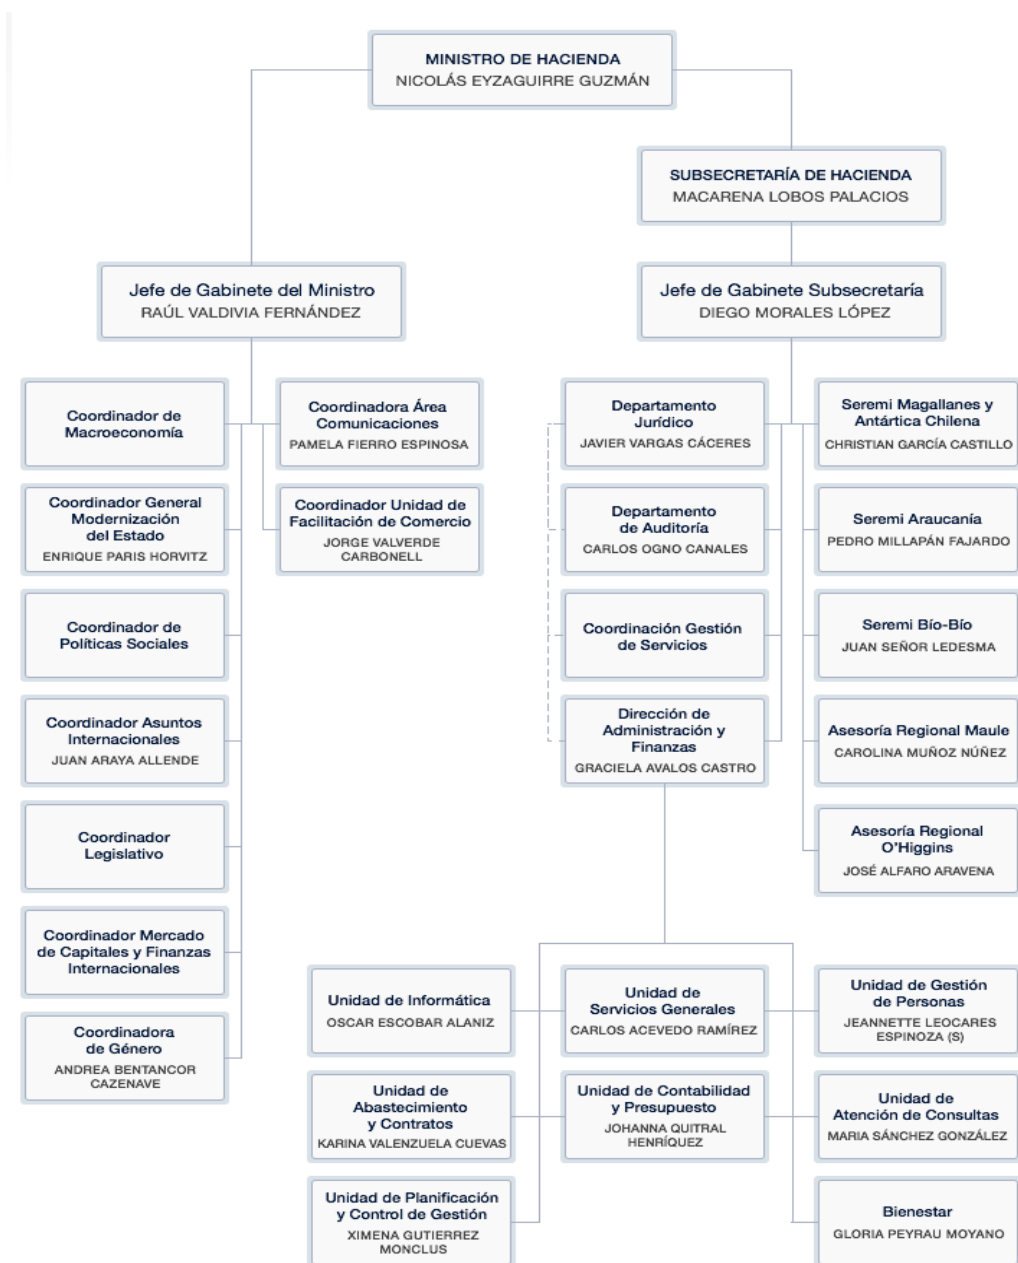 MINISTRO DE HACIENDA
NICOLÁS EYZAGUIRRE GUZMÁN
SUBSECRETARÍA DE HACIENDA
MACARENA LOBOS PALACIOS
Jefe de Gabinete del Ministro
RAÚL VALDIVIA FERNÁNDEZ
Jefe de Gabinete Subsecretaría
DIEGO MORALES LÓPEZ
Coordinador de
Macroeconomía
Coordinadora Área
Comunicaciones
PAMELA FIERRO ESPINOSA
Coordinador General
Modernización
del Estado
ENRIQUE PARIS HORVITZ
Coordinador Unidad de
Facilitación de Comercio
JORGE VALVERDE
CARBONELL
Coordinador de
Políticas Sociales
Coordinador Asuntos
Internacionales
JUAN ARAYA ALLENDE
Coordinador
Legislativo
Coordinador Mercado
de Capitales y Finanzas
Internacionales
Coordinadora
de Género
ANDREA BENTANCOR
CAZENAVE
Departamento
Jurídico
JAVIER VARGAS CÁCERES
Seremi Magallanes y
Antártica Chilena
CHRISTIAN GARCÍA CASTILLO
Departamento
de Auditoría
CARLOS OGNO CANALES
Seremi Araucanía
PEDRO MILLAPÁN FAJARDO
Coordinación Gestión
de Servicios
Seremi Bío-Bío
JUAN SEÑOR LEDESMA
Dirección de
Administración y
Finanzas
GRACIELA AVALOS CASTRO
Asesoría Regional Maule
CAROLINA MUÑOZ NÚÑEZ
Asesoría Regional
O'Higgins
JOSÉ ALFARO ARAVENA
Unidad de Informática
OSCAR ESCOBAR ALANIZ
Unidad de
Servicios Generales
CARLOS ACEVEDO RAMÍREZ
Unidad de Gestión
de Personas
JEANNETTE LEOCARES
ESPINOZA (S)
Unidad de
Abastecimiento
y Contratos
KARINA VALENZUELA CUEVAS
Unidad de Contabilidad
y Presupuesto
JOHANNA QUITRAL
HENRÍQUEZ
Unidad de
Atención de Consultas
MARIA SÁNCHEZ GONZÁLEZ
Unidad de Planificación
y Control de Gestión
XIMENA GUTIERREZ
MONCLUS
Bienestar
GLORIA PEYRAU MOYANO